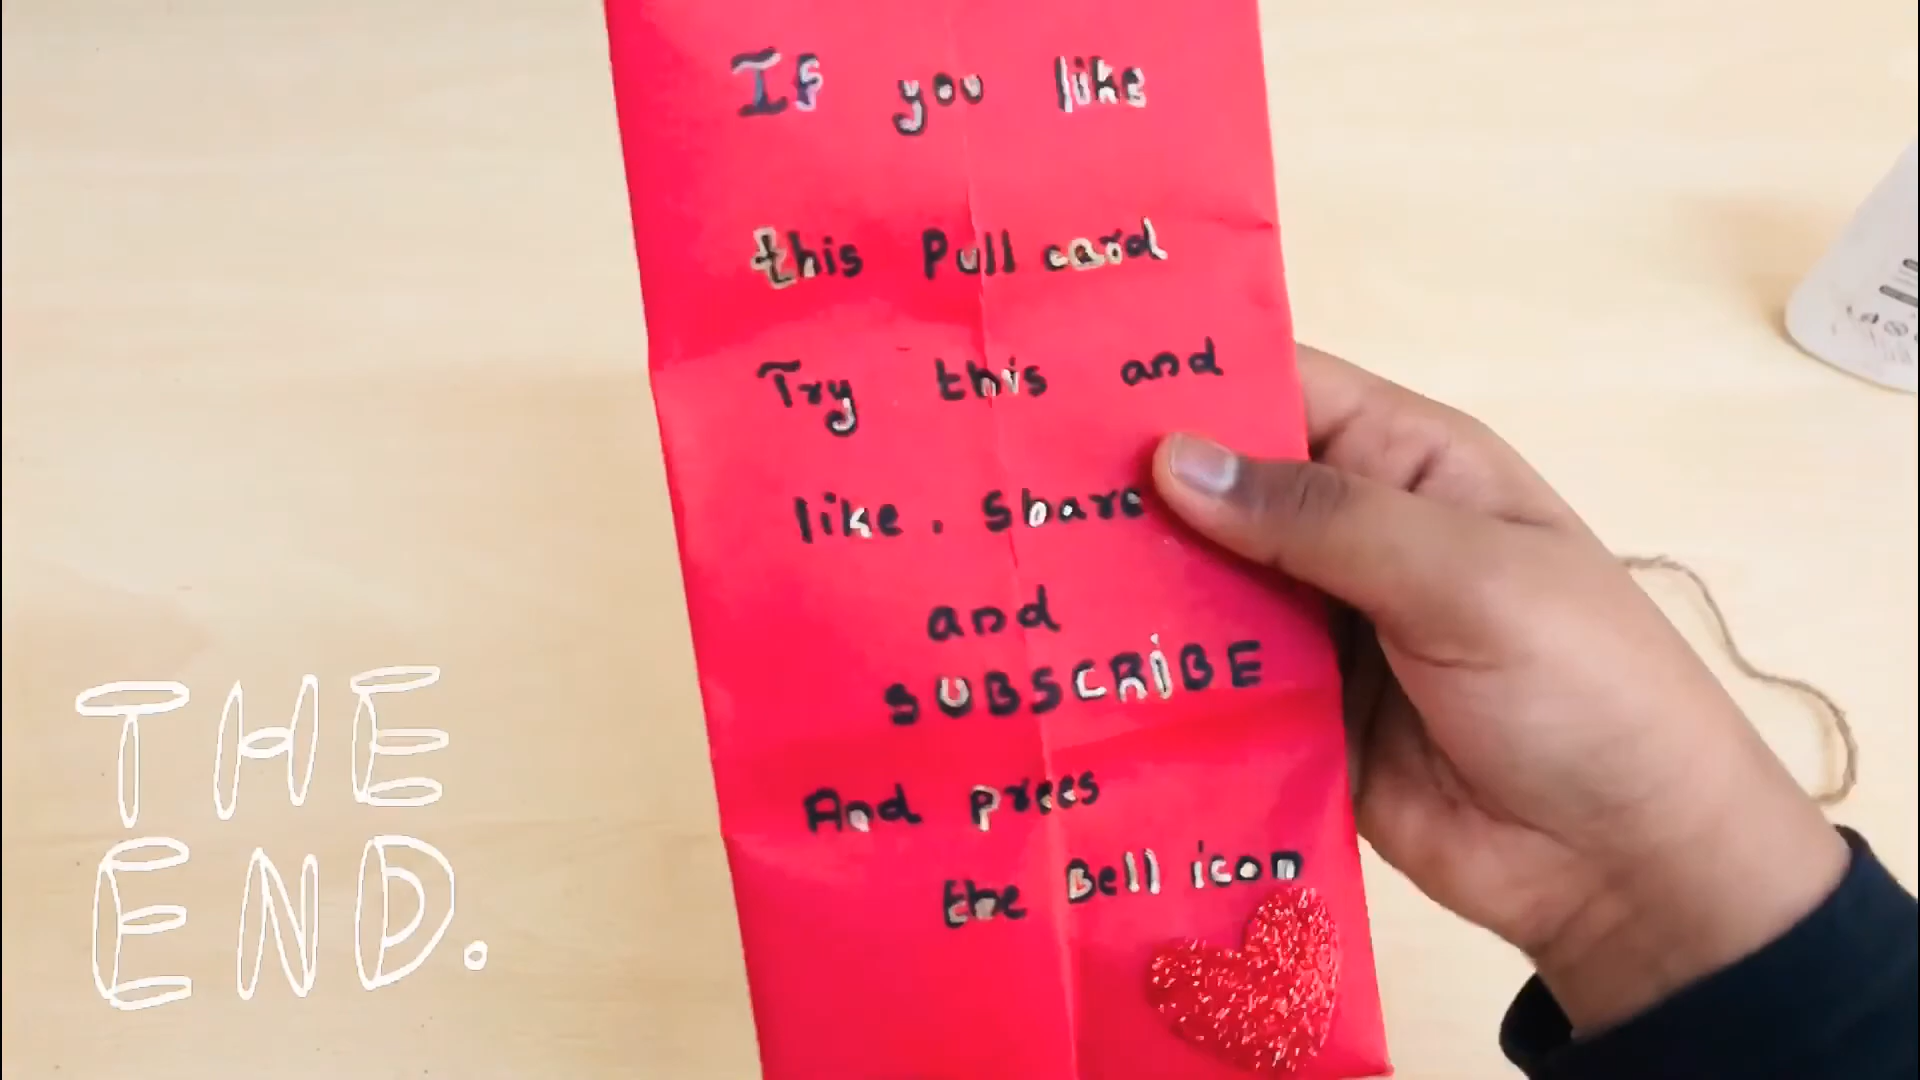 If you like
this Pull card
Try this and
like. Share
and
SUBSCRiBE
And prees
the Bell icon
THE
END.